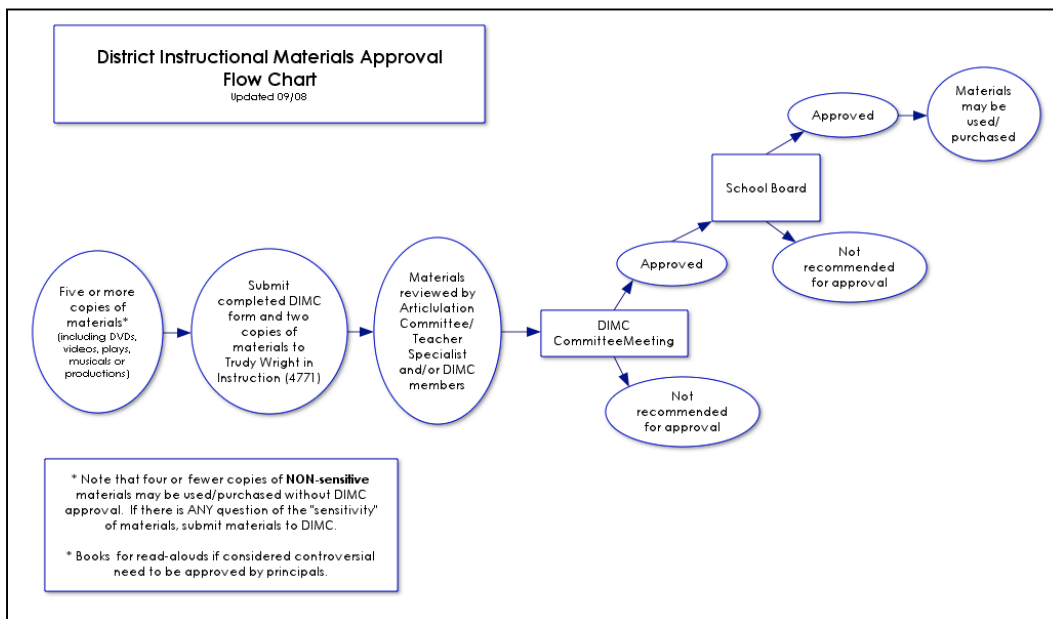 District Instructional Materials Approval
Flow Chart
Updated 09/08
Five or more
copies of
materials*
(including DVDs,
videos, plays,
musicals or
productions)
Submit
completed DIMC
form and two
copies of
materials to
Trudy Wright in
Instruction (4771)
Materials
reviewed by
Articlulation
Committee/
Teacher
Specialist
and/or DIMC
members
DIMC
CommitteeMeeting
Approved
Not
recommended
for approval
School Board
Approved
Not
recommended
for approval
Materials
may be
used/
purchased
* Note that four or fewer copies of NON-sensitive
materials may be used/purchased without DIMC
approval. If there is ANY question of the "sensitivity"
of materials, submit materials to DIMC.
* Books for read-alouds if considered controversial
need to be approved by principals.